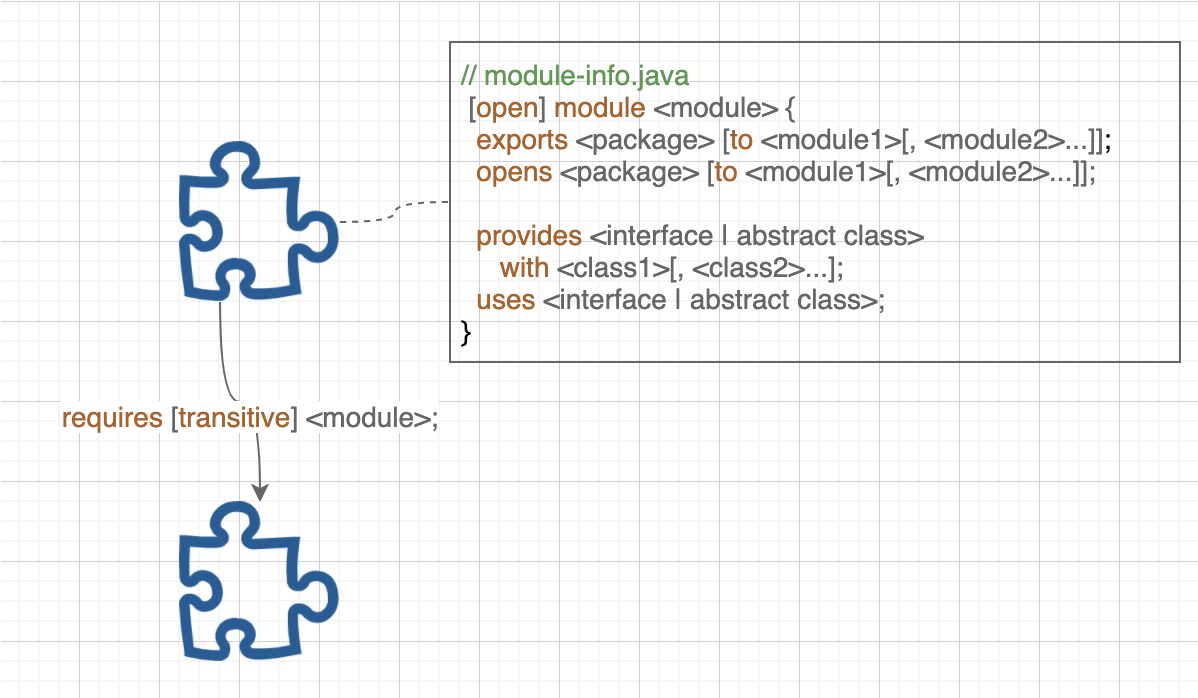 // module-info.java
[open] module <module> {
exports <package> [to <module1>[, <module2>...]];
opens <package> [to <module1>[, <module2>...]];
provides <interface | abstract class>
with <class1>[, <class2>...];
uses <interface | abstract class>;
}
requires [transitive] <module>;